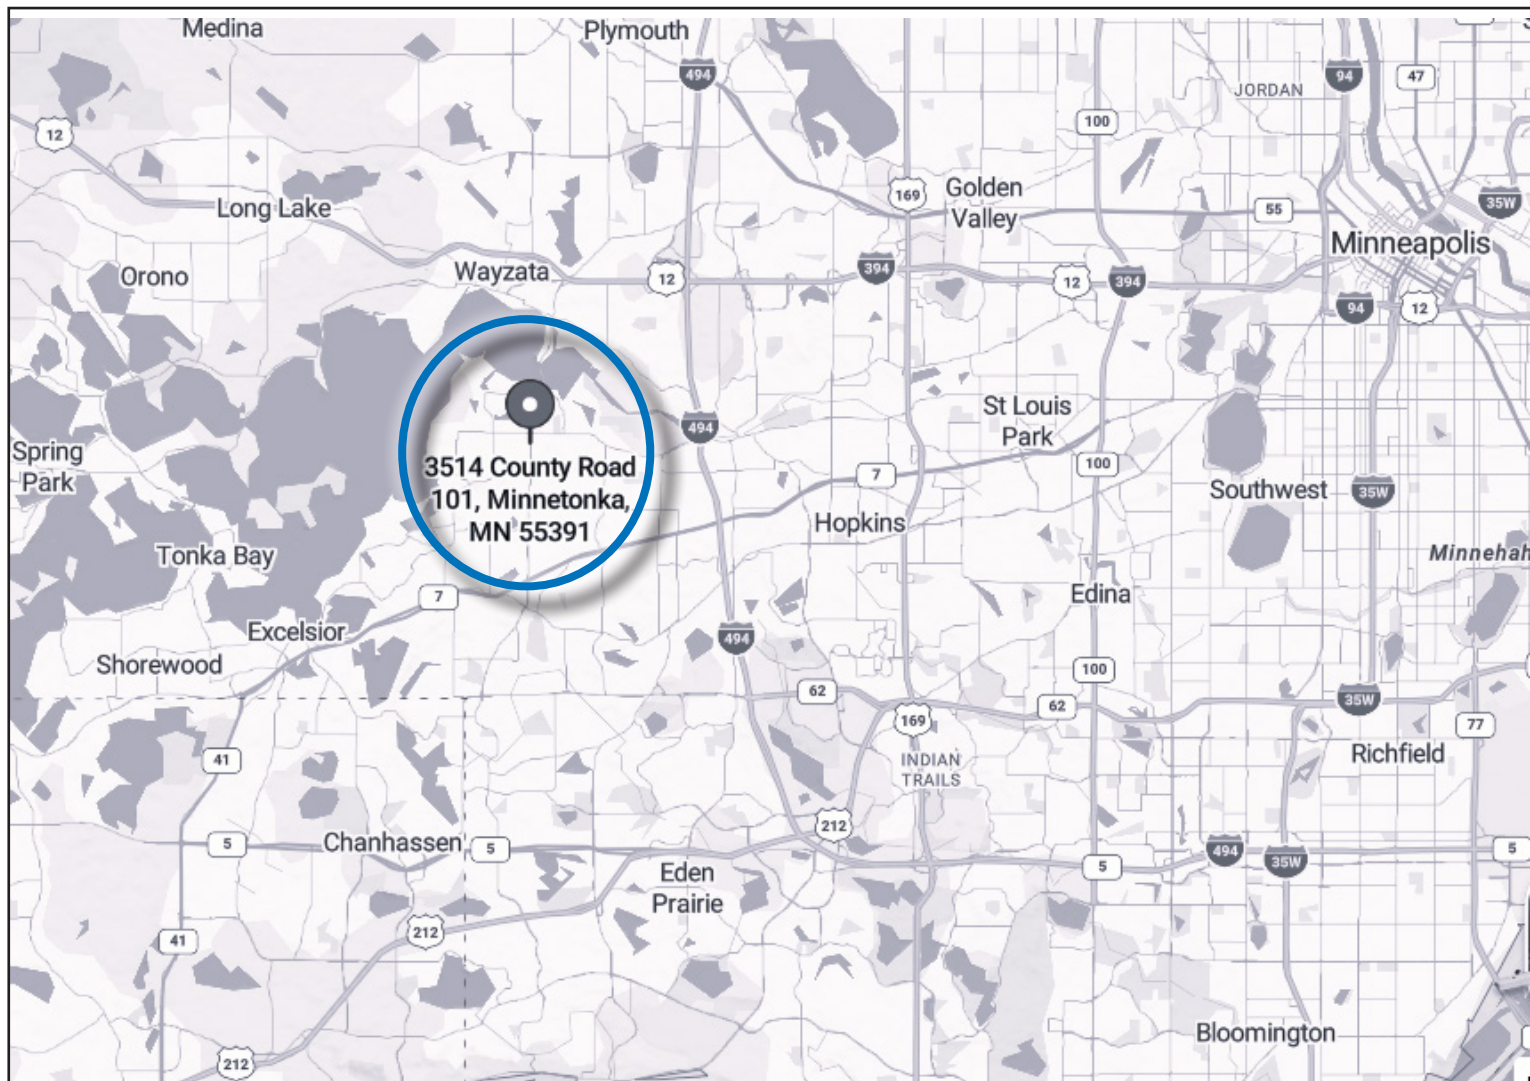 Medina
Plymouth
494
94
47
JORDAN
12
100
169
Golden
Valley
55
35W
Long Lake
Minneapolis
Orono
Wayzata
12
394
12
394
94
12
3514 County Road
101, Minnetonka,
MN 55391
494
St Louis
Park
Spring
Park
7
100
Southwest
35W
Hopkins
Tonka Bay
Minnehah
7
Edina
Excelsior
494
Shorewood
100
62
62
35W
169
77
41
INDIAN
TRAILS
Richfield
212
5
Chanhassen
5
494
35W
5
5
Eden
Prairie
212
41
Bloomington
212